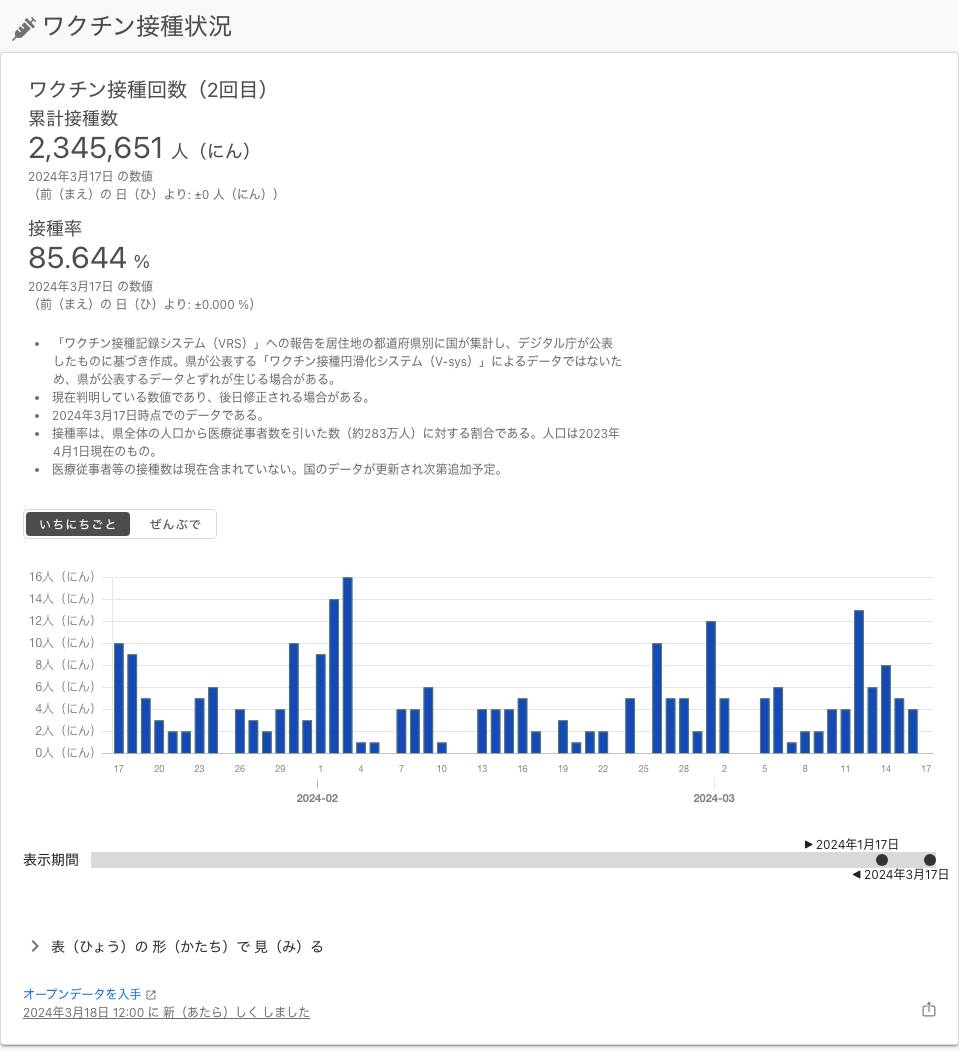 ワクチン接種状況
ワクチン接種回数（2回目）
累計接種数
2,345,651 人（にん）
2024年3月17日 の数値
（前（まえ）の 日（ひ）より: ±0 人（にん））
接種率
85.644 %
2024年3月17日 の数値
（前（まえ）の 日（ひ）より: ±0.000 %）
• 「ワクチン接種記録システム（VRS）」への報告を居住地の都道府県別に国が集計し、デジタル庁が公表
したものに基づき作成。県が公表する「ワクチン接種円滑化システム（V-sys）」によるデータではないた
め、県が公表するデータとずれが生じる場合がある。
• 現在判明している数値であり、後日修正される場合がある。
• 2024年3月17日時点でのデータである。
• 接種率は、県全体の人口から医療従事者数を引いた数（約283万人）に対する割合である。人口は2023年
4月1日現在のもの。
• 医療従事者等の接種数は現在含まれていない。国のデータが更新され次第追加予定。
いちにちごと ぜんぶで
16人（にん）
14人（にん）
12人（にん）
10人（にん）
8人（にん）
6人（にん）
4人（にん）
2人（にん）
0人（にん）
17 20 23 26 29 1 4 7 10 13 16 19 22 25 28 2 5 8 11 14 17
2024-02 2024-03
▶ 2024年1月17日
表示期間
◀ 2024年3月17日
表（ひょう）の 形（かたち）で 見（み）る
オープンデータを入手
2024年3月18日 12:00 に 新（あたら）しく しました